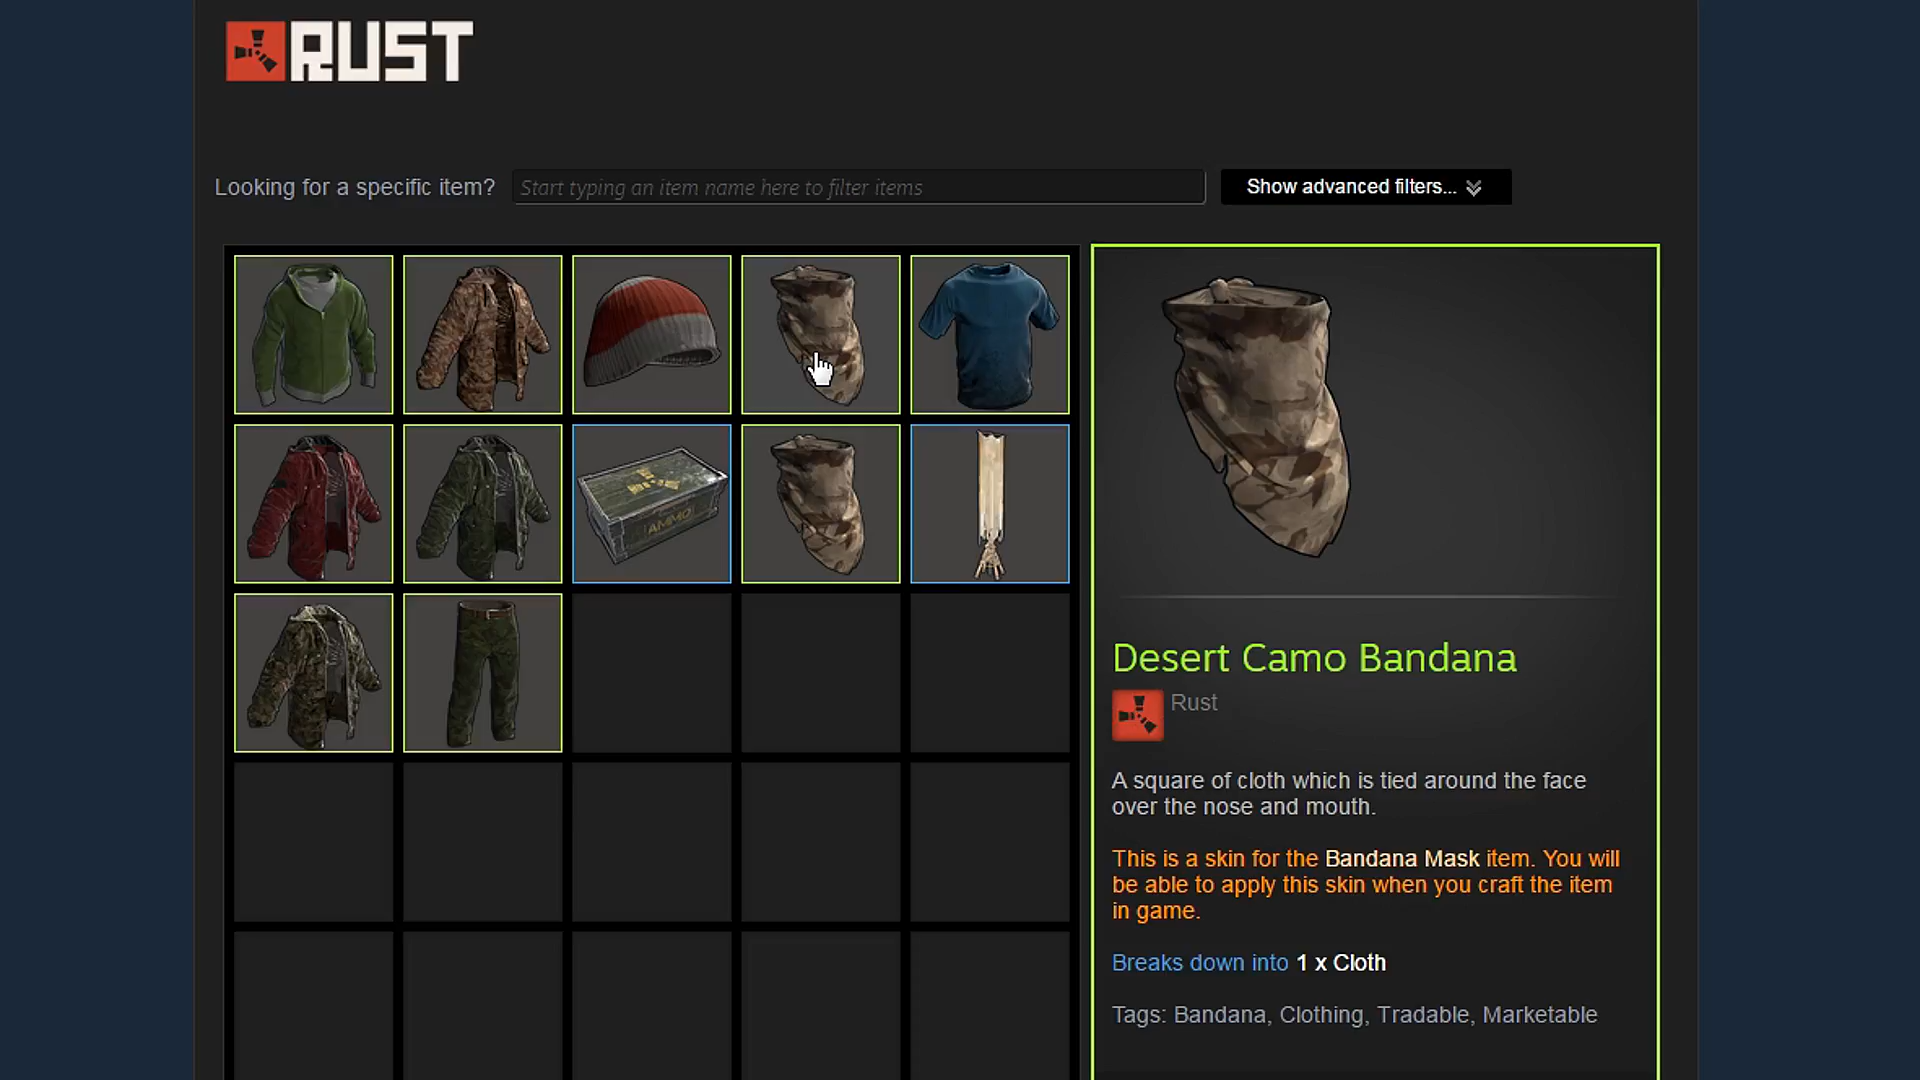 RUST
Looking for a specific item?
Start typing an item name here to filter items
Show advanced filters...
AMMO
Desert Camo Bandana
Rust
A square of cloth which is tied around the face
over the nose and mouth.
This is a skin for the Bandana Mask item. You will
be able to apply this skin when you craft the item
in game.
Breaks down into 1 x Cloth
Tags: Bandana, Clothing, Tradable, Marketable